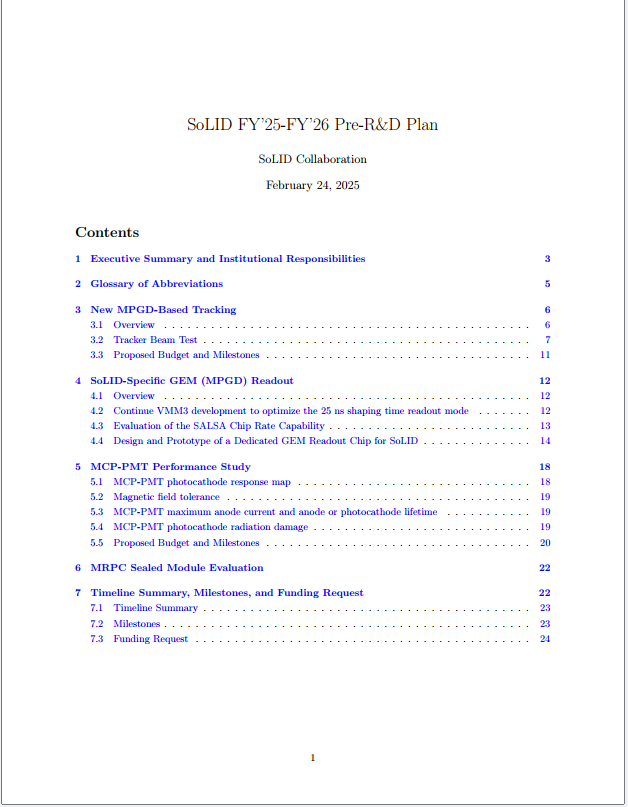 SoLID FY'25-FY'26 Pre-R&D Plan
SoLID Collaboration
February 24, 2025
Contents
1 Executive Summary and Institutional Responsibilities 3
2 Glossary of Abbreviations 5
3 New MPGD-Based Tracking 6
3.1 Overview . . . . . . . . . . . . . . . . . . . . . . . . . . . . . . . . . . . . . . 6
3.2 Tracker Beam Test . . . . . . . . . . . . . . . . . . . . . . . . . . . . . . . . . . 7
3.3 Proposed Budget and Milestones . . . . . . . . . . . . . . . . . . . . . . . . . . . 11
4 SoLID-Specific GEM (MPGD) Readout 12
4.1 Overview . . . . . . . . . . . . . . . . . . . . . . . . . . . . . . . . . . . . . . 12
4.2 Continue VMM3 development to optimize the 25 ns shaping time readout mode . . . . . . 12
4.3 Evaluation of the SALSA Chip Rate Capability . . . . . . . . . . . . . . . . . . . . . 13
4.4 Design and Prototype of a Dedicated GEM Readout Chip for SoLID . . . . . . . . . . . 14
5 MCP-PMT Performance Study 18
5.1 MCP-PMT photocathode response map . . . . . . . . . . . . . . . . . . . . . . . . 18
5.2 Magnetic field tolerance . . . . . . . . . . . . . . . . . . . . . . . . . . . . . . . . 19
5.3 MCP-PMT maximum anode current and anode or photocathode lifetime . . . . . . . . . 19
5.4 MCP-PMT photocathode radiation damage . . . . . . . . . . . . . . . . . . . . . . . 19
5.5 Proposed Budget and Milestones . . . . . . . . . . . . . . . . . . . . . . . . . . . 20
6 MRPC Sealed Module Evaluation 22
7 Timeline Summary, Milestones, and Funding Request 22
7.1 Timeline Summary . . . . . . . . . . . . . . . . . . . . . . . . . . . . . . . . . . 23
7.2 Milestones . . . . . . . . . . . . . . . . . . . . . . . . . . . . . . . . . . . . . . 23
7.3 Funding Request . . . . . . . . . . . . . . . . . . . . . . . . . . . . . . . . . . . 24
1